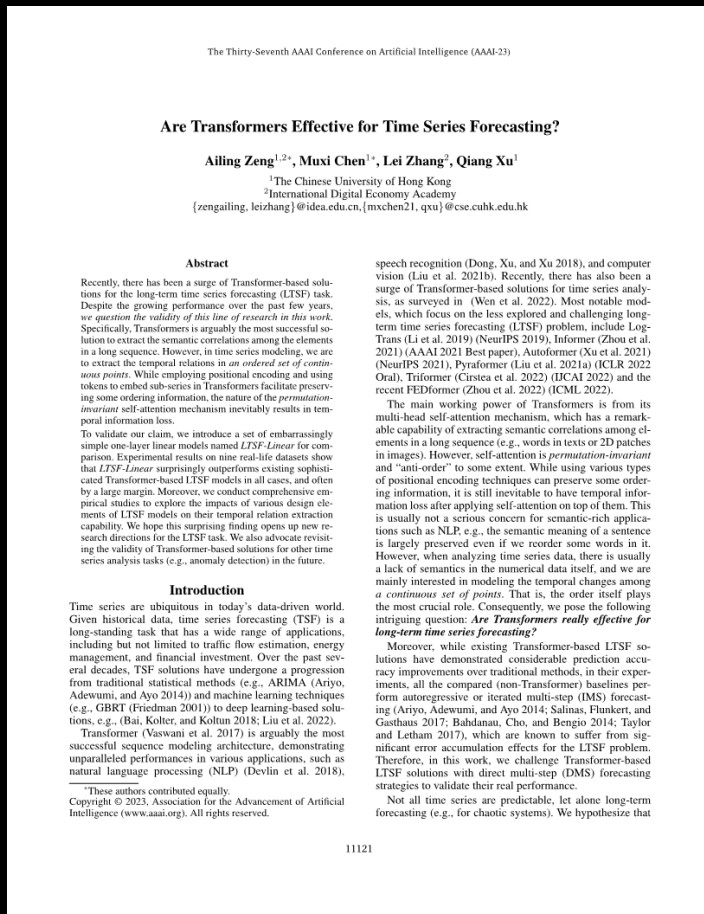 The Thirty-Seventh AAAI Conference on Artificial Intelligence (AAAI-23)
Are Transformers Effective for Time Series Forecasting?
Ailing Zeng1,2*, Muxi Chen1*, Lei Zhang2, Qiang Xu1
1The Chinese University of Hong Kong
2International Digital Economy Academy
{zengailing, leizhang}@idea.edu.cn,{mxchen21, qxu}@cse.cuhk.edu.hk
Abstract
Recently, there has been a surge of Transformer-based solu-
tions for the long-term time series forecasting (LTSF) task.
Despite the growing performance over the past few years,
we question the validity of this line of research in this work.
Specifically, Transformers is arguably the most successful so-
lution to extract the semantic correlations among the elements
in a long sequence. However, in time series modeling, we are
to extract the temporal relations in an ordered set of contin-
uous points. While employing positional encoding and using
tokens to embed sub-series in Transformers facilitate preserv-
ing some ordering information, the nature of the permutation-
invariant self-attention mechanism inevitably results in tem-
poral information loss.
To validate our claim, we introduce a set of embarrassingly
simple one-layer linear models named LTSF-Linear for com-
parison. Experimental results on nine real-life datasets show
that LTSF-Linear surprisingly outperforms existing sophisti-
cated Transformer-based LTSF models in all cases, and often
by a large margin. Moreover, we conduct comprehensive em-
pirical studies to explore the impacts of various design ele-
ments of LTSF models on their temporal relation extraction
capability. We hope this surprising finding opens up new re-
search directions for the LTSF task. We also advocate revisit-
ing the validity of Transformer-based solutions for other time
series analysis tasks (e.g., anomaly detection) in the future.
Introduction
Time series are ubiquitous in today's data-driven world.
Given historical data, time series forecasting (TSF) is a
long-standing task that has a wide range of applications,
including but not limited to traffic flow estimation, energy
management, and financial investment. Over the past sev-
eral decades, TSF solutions have undergone a progression
from traditional statistical methods (e.g., ARIMA (Ariyo,
Adewumi, and Ayo 2014)) and machine learning techniques
(e.g., GBRT (Friedman 2001)) to deep learning-based solu-
tions, e.g., (Bai, Kolter, and Koltun 2018; Liu et al. 2022).
Transformer (Vaswani et al. 2017) is arguably the most
successful sequence modeling architecture, demonstrating
unparalleled performances in various applications, such as
natural language processing (NLP) (Devlin et al. 2018),
*These authors contributed equally.
Copyright © 2023, Association for the Advancement of Artificial
Intelligence (www.aaai.org). All rights reserved.
speech recognition (Dong, Xu, and Xu 2018), and computer
vision (Liu et al. 2021b). Recently, there has also been a
surge of Transformer-based solutions for time series analy-
sis, as surveyed in (Wen et al. 2022). Most notable mod-
els, which focus on the less explored and challenging long-
term time series forecasting (LTSF) problem, include Log-
Trans (Li et al. 2019) (NeurIPS 2019), Informer (Zhou et al.
2021) (AAAI 2021 Best paper), Autoformer (Xu et al. 2021)
(NeurIPS 2021), Pyraformer (Liu et al. 2021a) (ICLR 2022
Oral), Triformer (Cirstea et al. 2022) (IJCAI 2022) and the
recent FEDformer (Zhou et al. 2022) (ICML 2022).
The main working power of Transformers is from its
multi-head self-attention mechanism, which has a remark-
able capability of extracting semantic correlations among el-
ements in a long sequence (e.g., words in texts or 2D patches
in images). However, self-attention is permutation-invariant
and "anti-order" to some extent. While using various types
of positional encoding techniques can preserve some order-
ing information, it is still inevitable to have temporal infor-
mation loss after applying self-attention on top of them. This
is usually not a serious concern for semantic-rich applica-
tions such as NLP, e.g., the semantic meaning of a sentence
is largely preserved even if we reorder some words in it.
However, when analyzing time series data, there is usually
a lack of semantics in the numerical data itself, and we are
mainly interested in modeling the temporal changes among
a continuous set of points. That is, the order itself plays
the most crucial role. Consequently, we pose the following
intriguing question: Are Transformers really effective for
long-term time series forecasting?
Moreover, while existing Transformer-based LTSF so-
lutions have demonstrated considerable prediction accu-
racy improvements over traditional methods, in their exper-
iments, all the compared (non-Transformer) baselines per-
form autoregressive or iterated multi-step (IMS) forecast-
ing (Ariyo, Adewumi, and Ayo 2014; Salinas, Flunkert, and
Gasthaus 2017; Bahdanau, Cho, and Bengio 2014; Taylor
and Letham 2017), which are known to suffer from sig-
nificant error accumulation effects for the LTSF problem.
Therefore, in this work, we challenge Transformer-based
LTSF solutions with direct multi-step (DMS) forecasting
strategies to validate their real performance.
Not all time series are predictable, let alone long-term
forecasting (e.g., for chaotic systems). We hypothesize that
11121